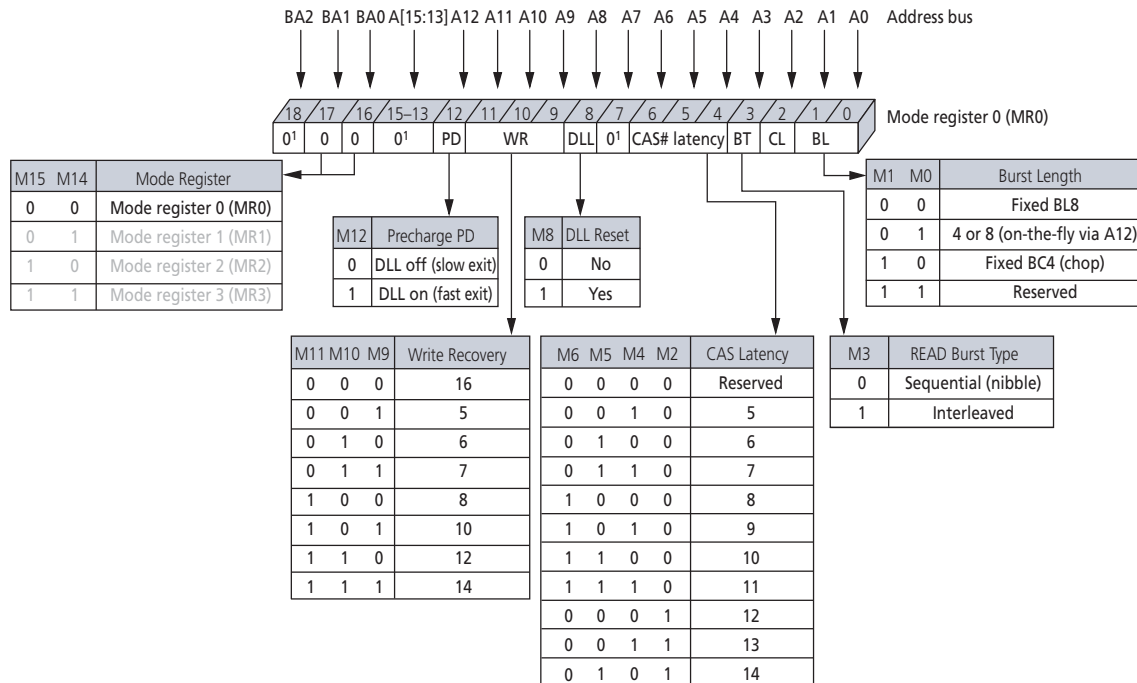 BA2 BA1 BA0 A[15:13] A12 A11 A10 A9 A8 A7 A6 A5 A4 A3 A2 A1 A0 Address bus
18 17 16 15–13 12 11 10 9 8 7 6 5 4 3 2 1 0 Mode register 0 (MR0)
0¹ 0 0 0¹ PD WR DLL 0¹ CAS# latency BT CL BL
M15 M14 Mode Register
0 0 Mode register 0 (MR0)
0 1 Mode register 1 (MR1)
1 0 Mode register 2 (MR2)
1 1 Mode register 3 (MR3)
M12 Precharge PD
0 DLL off (slow exit)
1 DLL on (fast exit)
M8 DLL Reset
0 No
1 Yes
M1 M0 Burst Length
0 0 Fixed BL8
0 1 4 or 8 (on-the-fly via A12)
1 0 Fixed BC4 (chop)
1 1 Reserved
M11 M10 M9 Write Recovery
0 0 0 16
0 0 1 5
0 1 0 6
0 1 1 7
1 0 0 8
1 0 1 10
1 1 0 12
1 1 1 14
M6 M5 M4 M2 CAS Latency
0 0 0 0 Reserved
0 0 1 0 5
0 1 0 0 6
0 1 1 0 7
1 0 0 0 8
1 0 1 0 9
1 1 0 0 10
1 1 1 0 11
0 0 0 1 12
0 0 1 1 13
0 1 0 1 14
M3 READ Burst Type
0 Sequential (nibble)
1 Interleaved